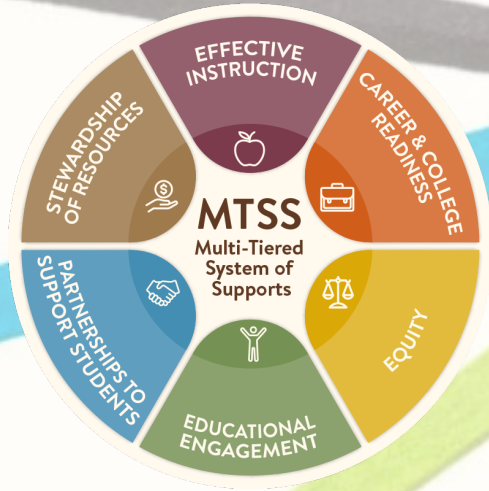 EFFECTIVE
INSTRUCTION
CAREER & COLLEGE
READINESS
EQUITY
EDUCATIONAL
ENGAGEMENT
PARTNERSHIPS TO
SUPPORT STUDENTS
STEWARDSHIP
OF RESOURCES
MTSS
Multi-Tiered
System of
Supports
$